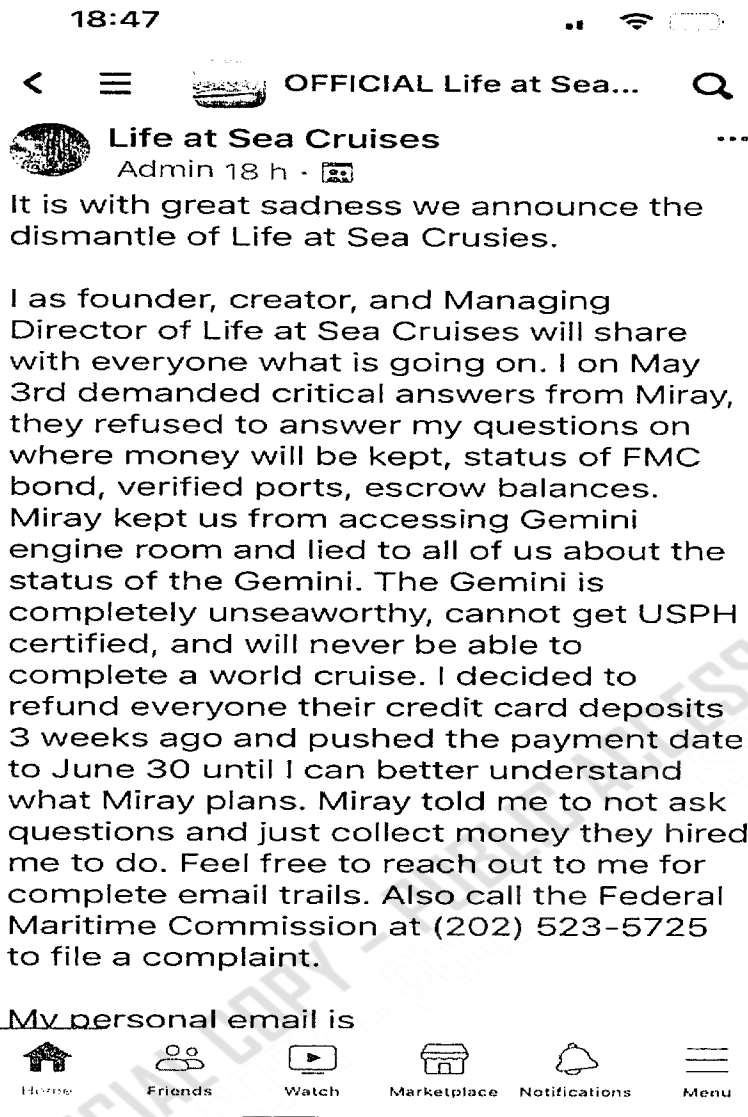 18:47
OFFICIAL Life at Sea...
Life at Sea Cruises
Admin 18 h ·
It is with great sadness we announce the
dismantle of Life at Sea Crusies.
I as founder, creator, and Managing
Director of Life at Sea Cruises will share
with everyone what is going on. I on May
3rd demanded critical answers from Miray,
they refused to answer my questions on
where money will be kept, status of FMC
bond, verified ports, escrow balances.
Miray kept us from accessing Gemini
engine room and lied to all of us about the
status of the Gemini. The Gemini is
completely unseaworthy, cannot get USPH
certified, and will never be able to
complete a world cruise. I decided to
refund everyone their credit card deposits
3 weeks ago and pushed the payment date
to June 30 until I can better understand
what Miray plans. Miray told me to not ask
questions and just collect money they hired
me to do. Feel free to reach out to me for
complete email trails. Also call the Federal
Maritime Commission at (202) 523-5725
to file a complaint.
My personal email is
Home Friends Watch Marketplace Notifications Menu
COPY - PUBLIC ACCESS